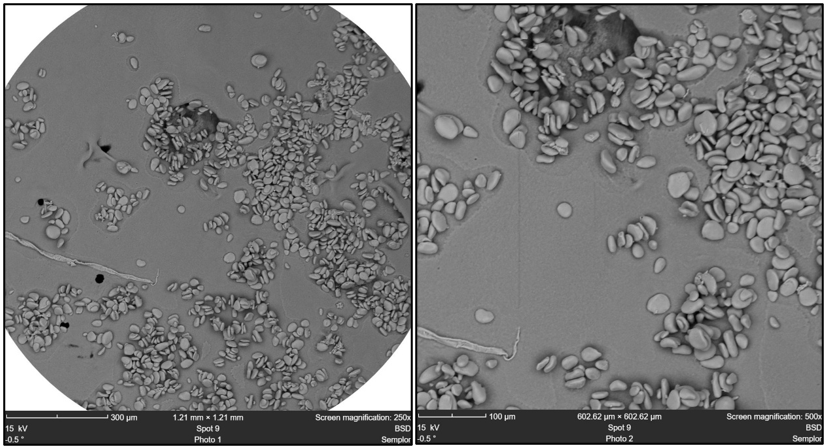 300 µm
1.21 mm × 1.21 mm
Screen magnification: 250x
15 kV
Spot 9
BSD
-0.5 °
Photo 1
Semplor
100 µm
602.62 µm × 602.62 µm
Screen magnification: 500x
15 kV
Spot 9
BSD
-0.5 °
Photo 2
Semplor